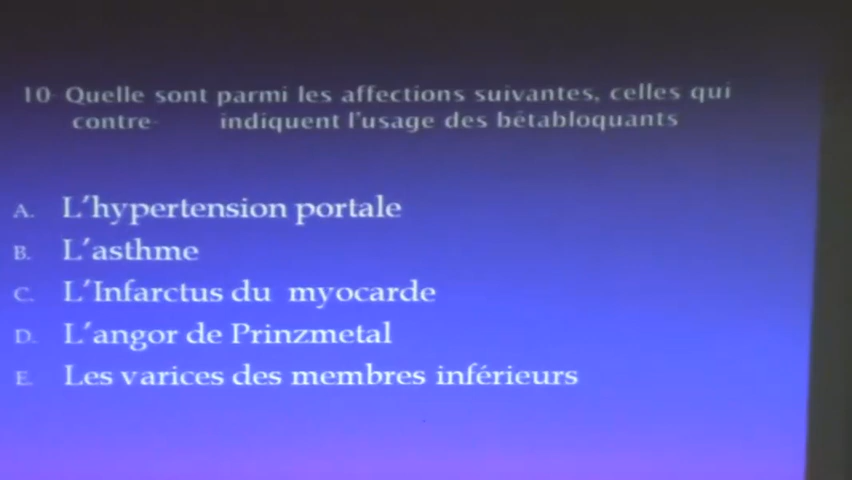 10- Quelle sont parmi les affections suivantes, celles qui
contre- indiquent l'usage des bétabloquants
A. L'hypertension portale
B. L'asthme
C. L'Infarctus du myocarde
D. L'angor de Prinzmetal
E. Les varices des membres inférieurs